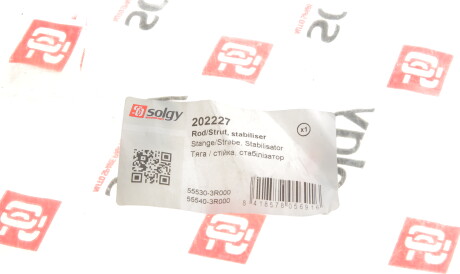 solgy
202227
Rod/Strut, stabiliser
Stange/Strebe, Stabilisator
Тяга / стійка, стабілізатор
x1
55530-3R000
55540-3R000